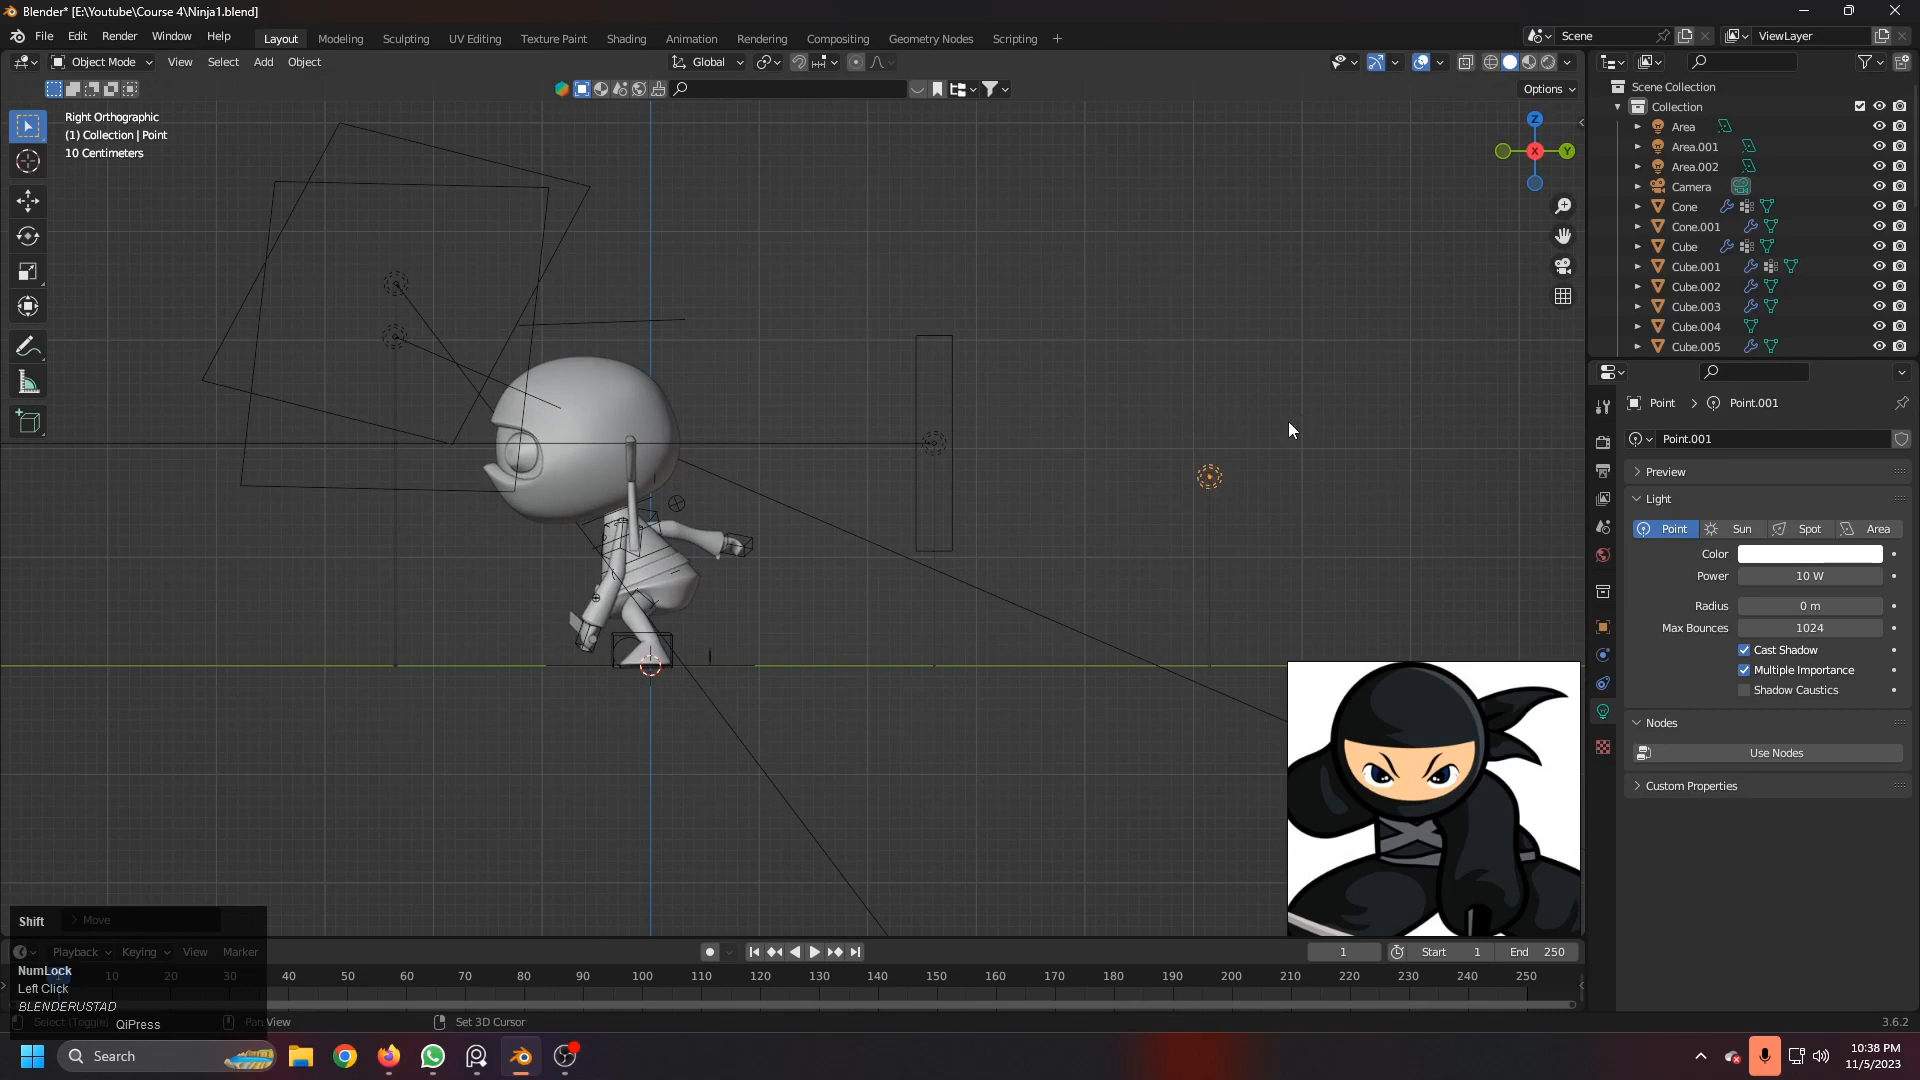 Blender* [E:\Youtube\Course 4\Ninja1.blend]
File Edit Render Window Help
Layout Modeling Sculpting UV Editing Texture Paint Shading Animation Rendering Compositing Geometry Nodes Scripting +
Scene
ViewLayer
Object Mode View Select Add Object
Global
Options
Right Orthographic
(1) Collection | Point
10 Centimeters
Z
X
Y
Scene Collection
Collection
Area
Area.001
Area.002
Camera
Cone
Cone.001
Cube
Cube.001
Cube.002
Cube.003
Cube.004
Cube.005
Point > Point.001
Point.001
Preview
Light
Point Sun Spot Area
Color
Power 10 W
Radius 0 m
Max Bounces 1024
Cast Shadow
Multiple Importance
Shadow Caustics
Nodes
Use Nodes
Custom Properties
Shift
Move
Playback Keying View Marker
1
Start 1
End 250
NumLock
Left Click
BLENDERUSTAD
QiPress
1 10 20 30 40 50 60 70 80 90 100 110 120 130 140 150 160 170 180 190 200 210 220 230 240 250
Select (Toggle)
Pan View
Set 3D Cursor
3.6.2
Search
10:38 PM
11/5/2023